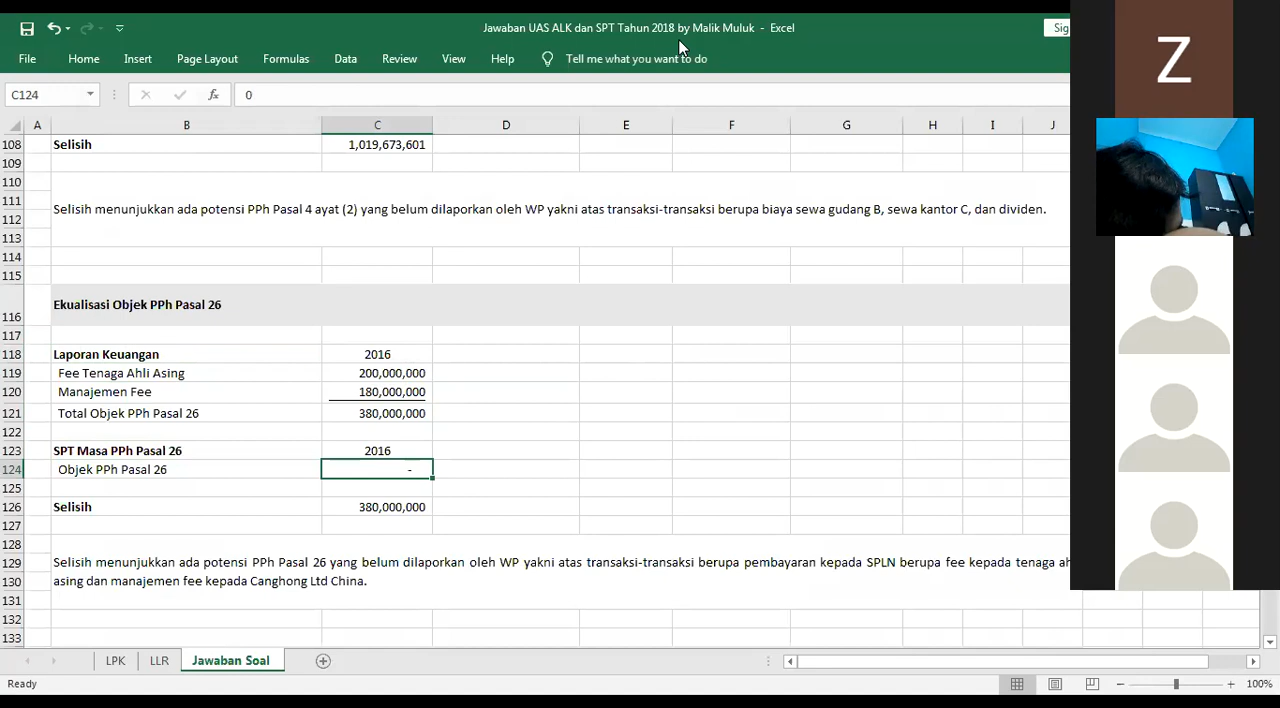 Jawaban UAS ALK dan SPT Tahun 2018 by Malik Muluk - Excel
Sig
File Home Insert Page Layout Formulas Data Review View Help Tell me what you want to do
C124 fx 0
A B C D E F G H I J
108 Selisih 1,019,673,601
109
110
111
Selisih menunjukkan ada potensi PPh Pasal 4 ayat (2) yang belum dilaporkan oleh WP yakni atas transaksi-transaksi berupa biaya sewa gudang B, sewa kantor C, dan dividen.
112
113
114
115
116 Ekualisasi Objek PPh Pasal 26
117
118 Laporan Keuangan 2016
119 Fee Tenaga Ahli Asing 200,000,000
120 Manajemen Fee 180,000,000
121 Total Objek PPh Pasal 26 380,000,000
122
123 SPT Masa PPh Pasal 26 2016
124 Objek PPh Pasal 26 -
125
126 Selisih 380,000,000
127
128
129 Selisih menunjukkan ada potensi PPh Pasal 26 yang belum dilaporkan oleh WP yakni atas transaksi-transaksi berupa pembayaran kepada SPLN berupa fee kepada tenaga ah
130 asing dan manajemen fee kepada Canghong Ltd China.
131
132
133
LPK LLR Jawaban Soal
Ready 100%
Z